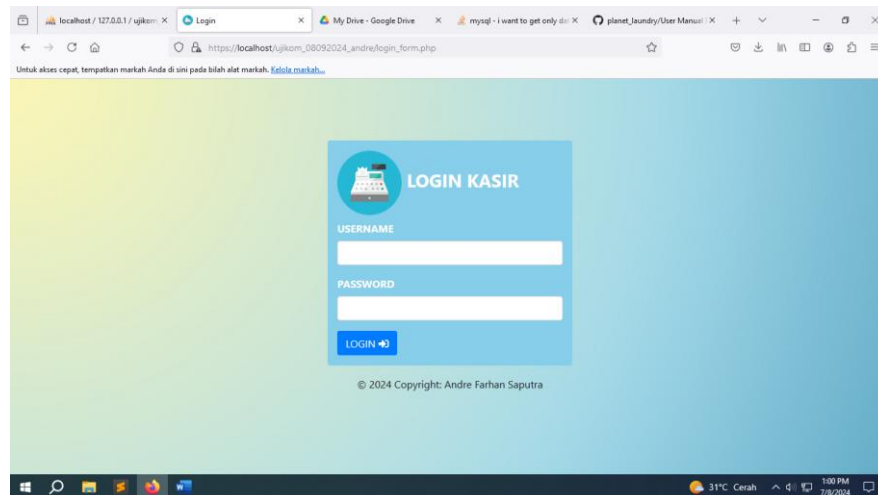 localhost / 127.0.0.1 / ujikom
Login
My Drive - Google Drive
mysql - i want to get only
planet_laundry/User Manual
https://localhost/ujikom_08092024_andre/login_form.php
Untuk akses cepat, tempatkan markah Anda di sini pada bilah alat markah. Kelola markah...
LOGIN KASIR
USERNAME
PASSWORD
LOGIN
© 2024 Copyright: Andre Farhan Saputra
31°C Cerah
1:00 PM
7/8/2024